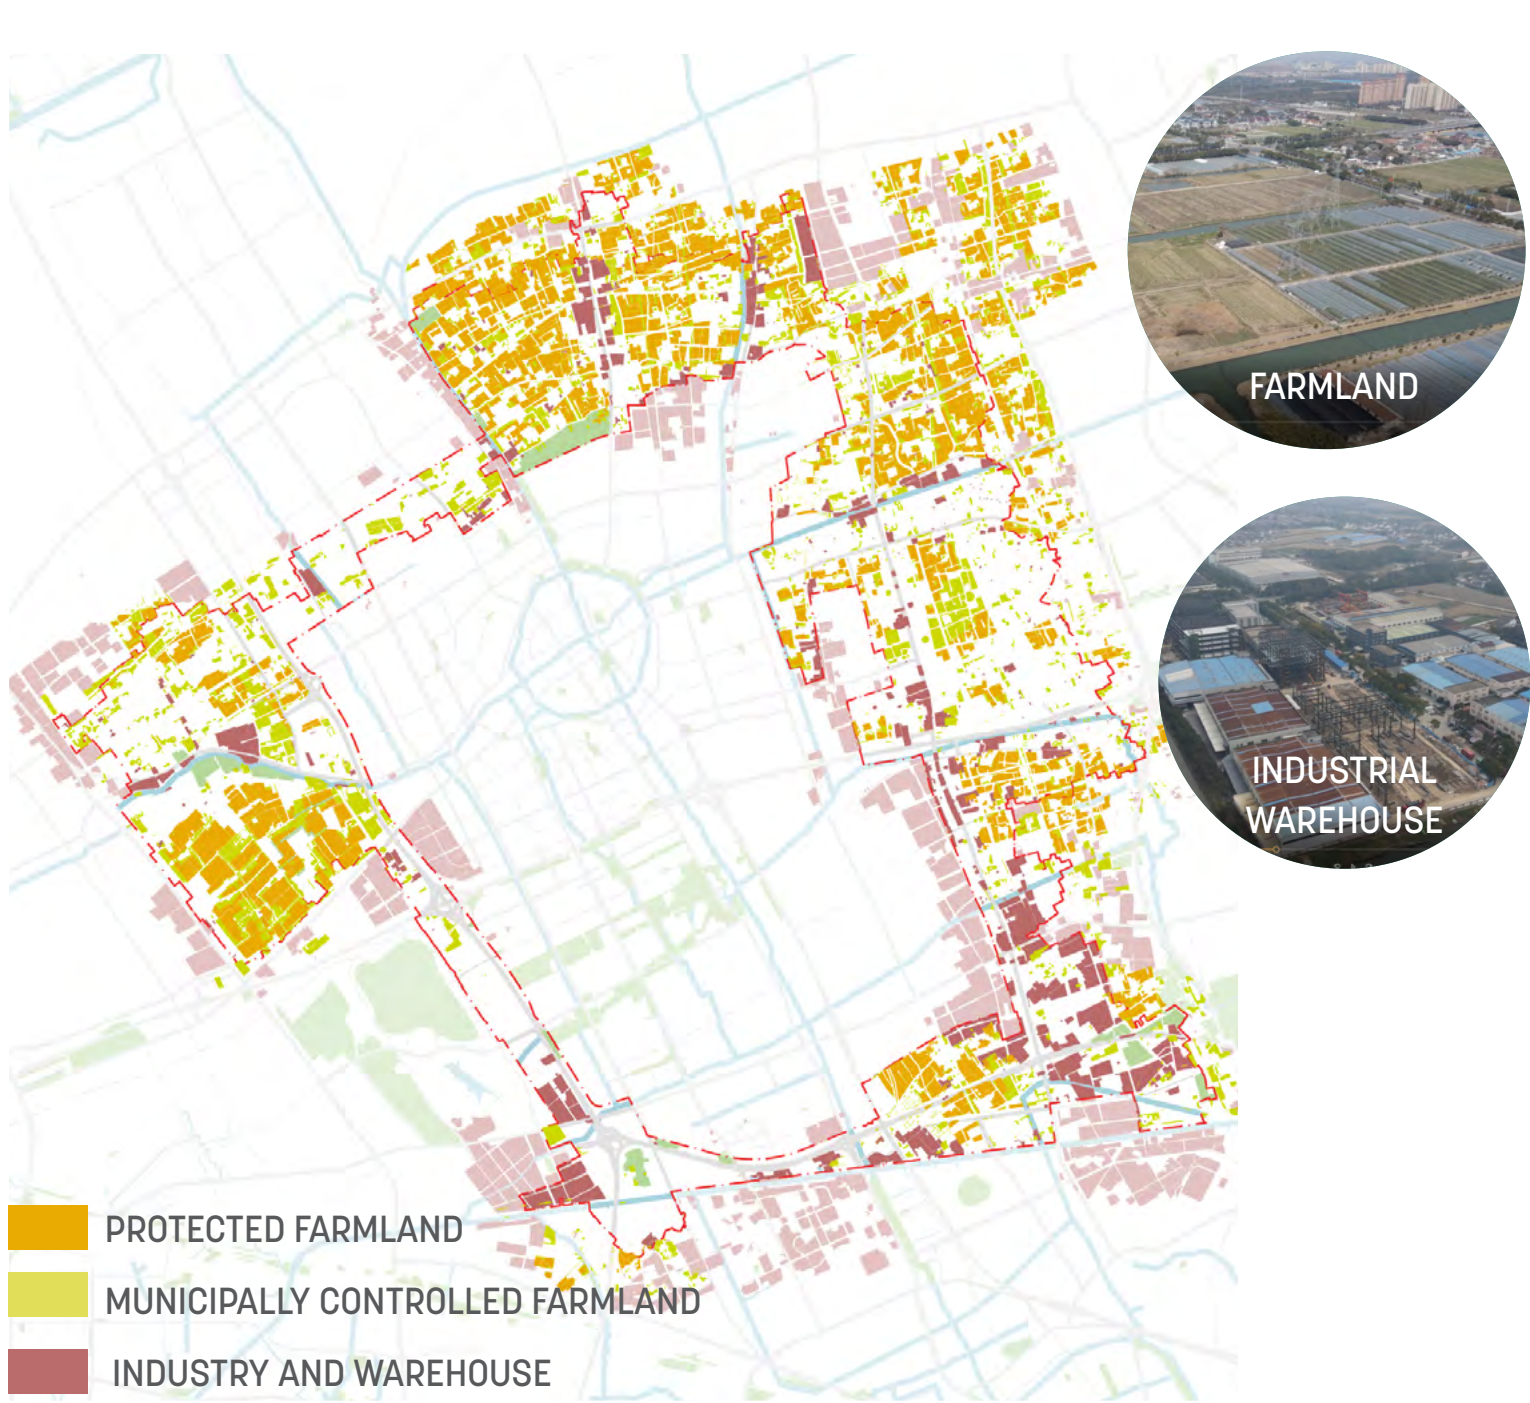 FARMLAND
INDUSTRIAL
WAREHOUSE
PROTECTED FARMLAND
MUNICIPALLY CONTROLLED FARMLAND
INDUSTRY AND WAREHOUSE